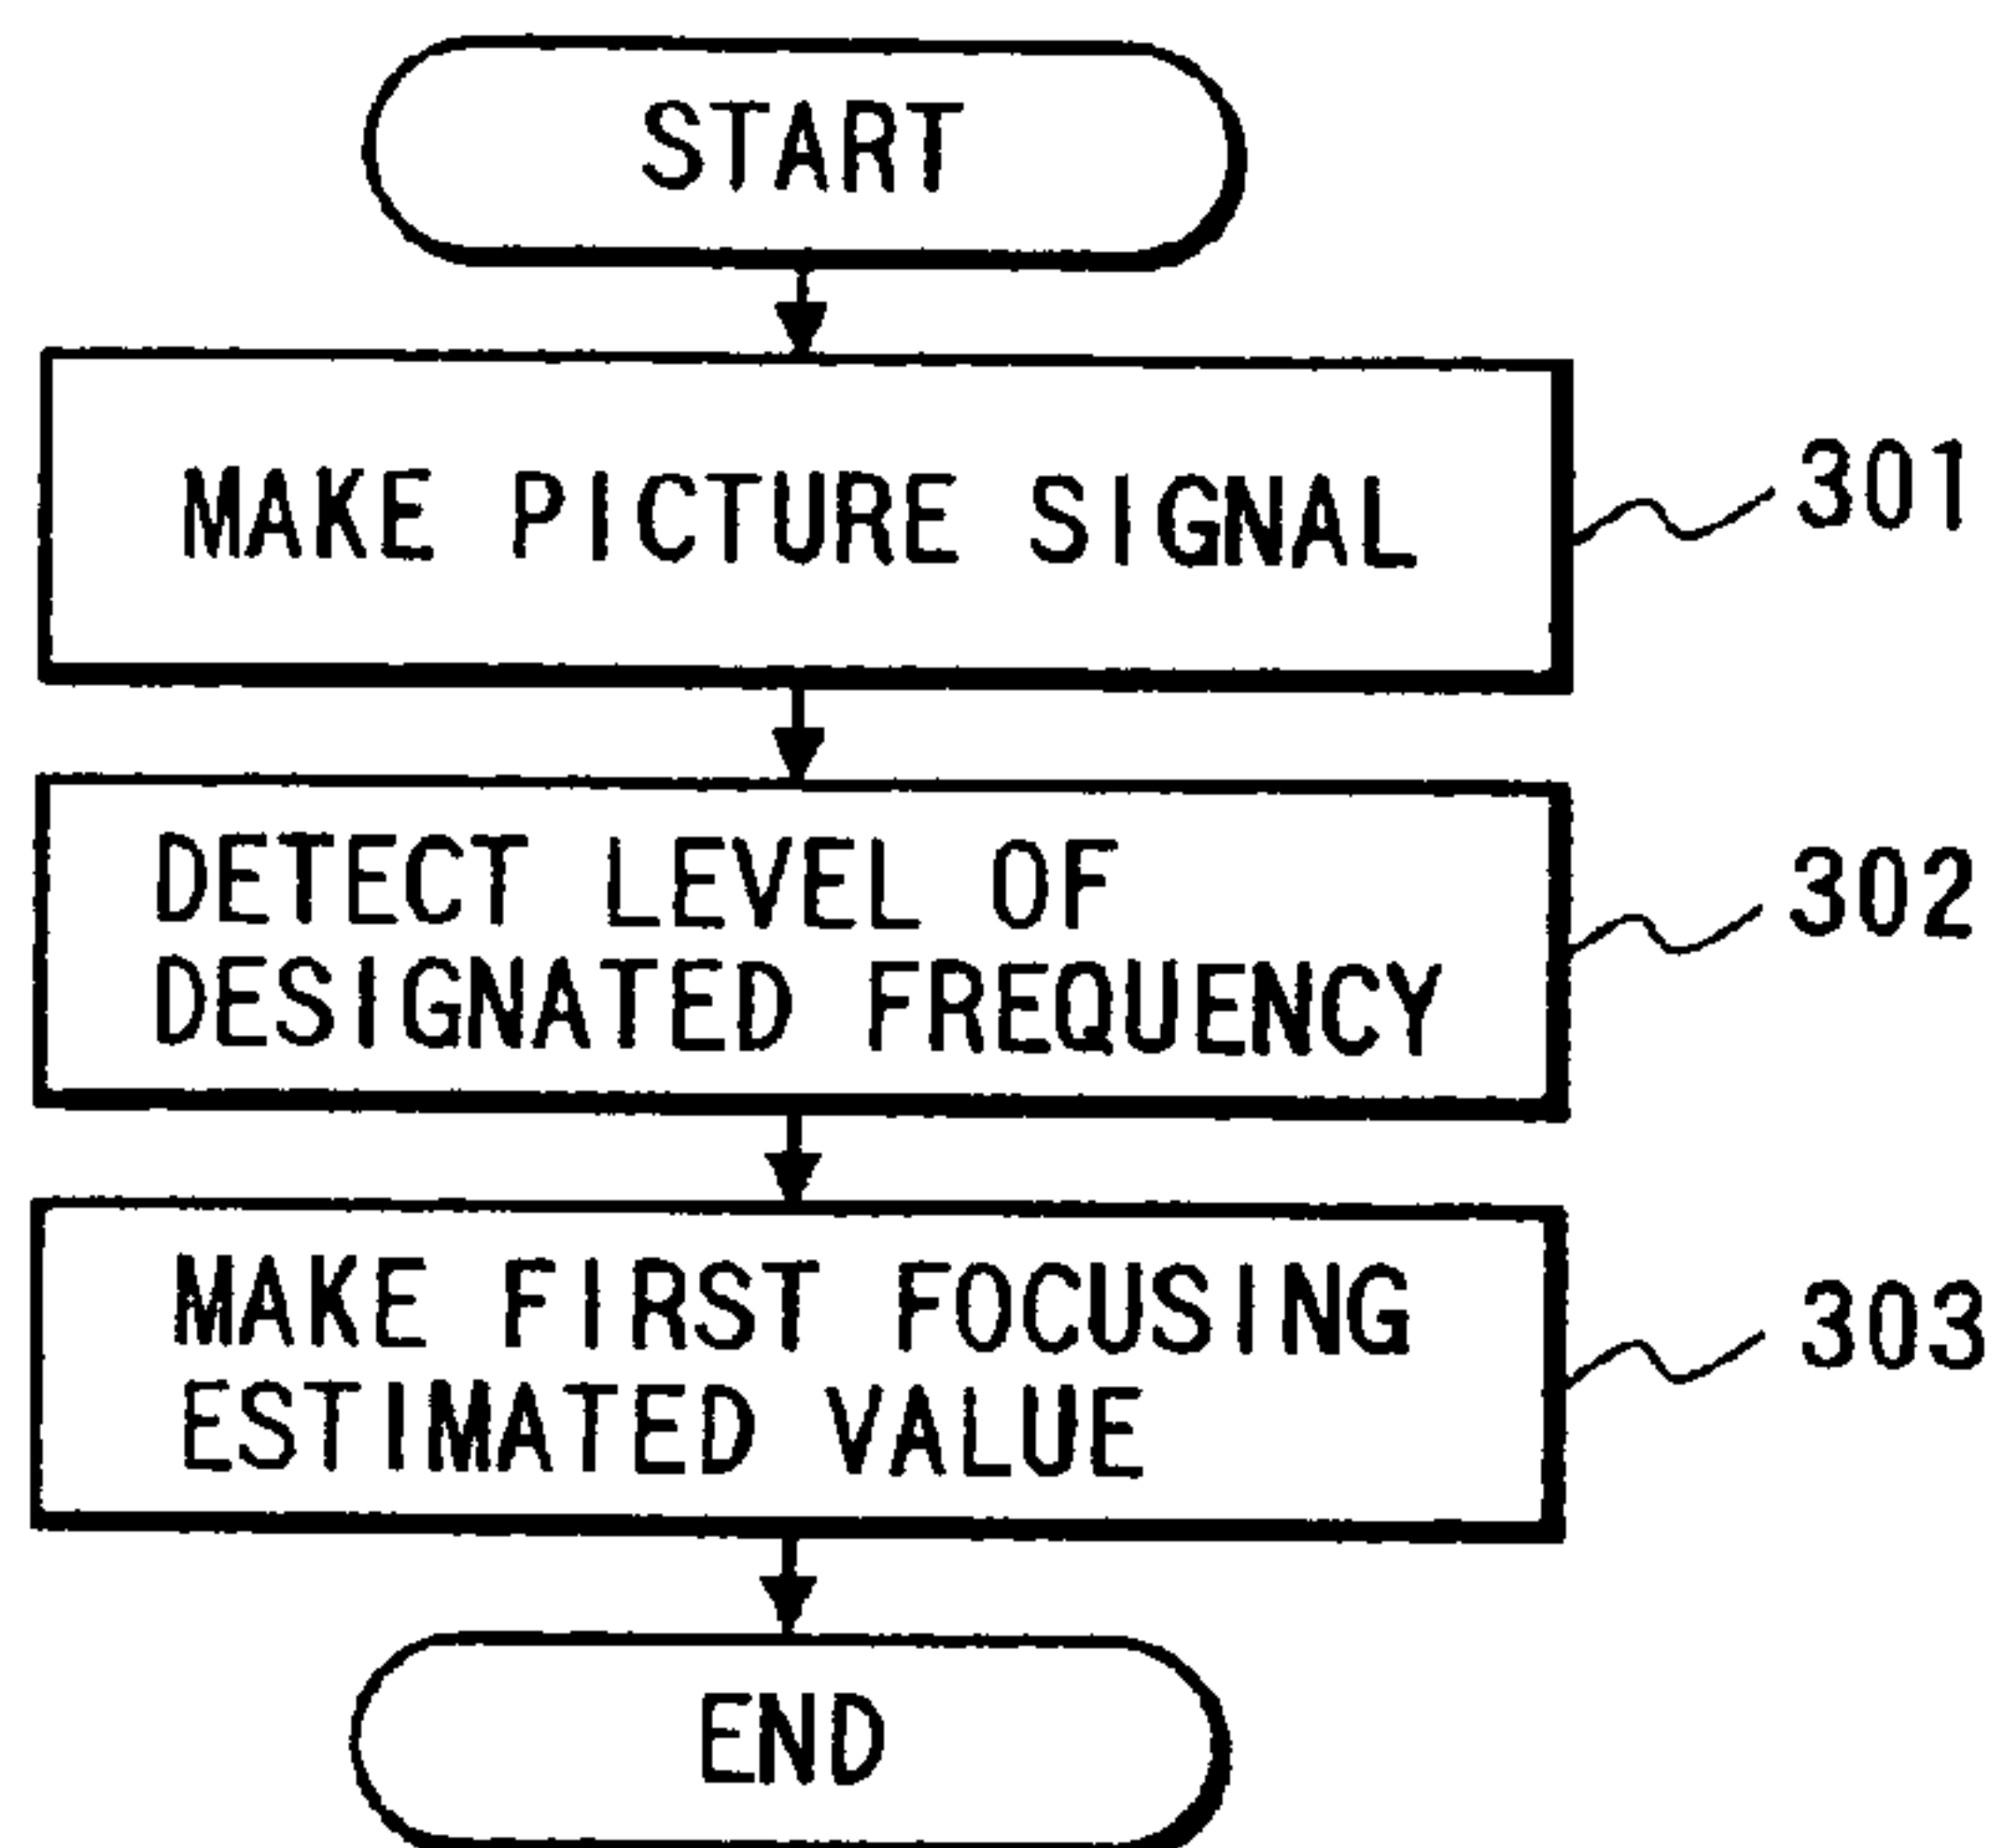 START
MAKE PICTURE SIGNAL
301
DETECT LEVEL OF
DESIGNATED FREQUENCY
302
MAKE FIRST FOCUSING
ESTIMATED VALUE
303
END